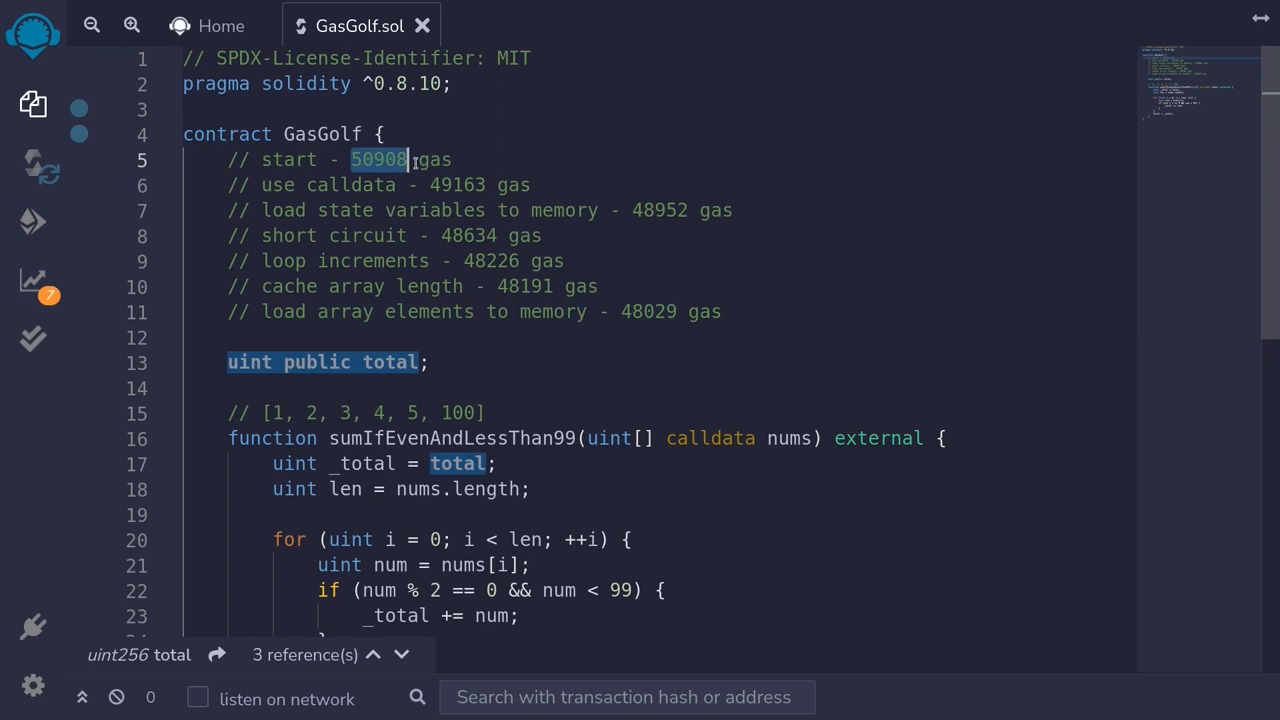 Home
GasGolf.sol
1 // SPDX-License-Identifier: MIT
2 pragma solidity ^0.8.10;
3
4 contract GasGolf {
5 // start - 50908 gas
6 // use calldata - 49163 gas
7 // load state variables to memory - 48952 gas
8 // short circuit - 48634 gas
9 // loop increments - 48226 gas
10 // cache array length - 48191 gas
11 // load array elements to memory - 48029 gas
12
13 uint public total;
14
15 // [1, 2, 3, 4, 5, 100]
16 function sumIfEvenAndLessThan99(uint[] calldata nums) external {
17 uint _total = total;
18 uint len = nums.length;
19
20 for (uint i = 0; i < len; ++i) {
21 uint num = nums[i];
22 if (num % 2 == 0 && num < 99) {
23 _total += num;
24 }
7
uint256 total 3 reference(s)
0 listen on network Search with transaction hash or address